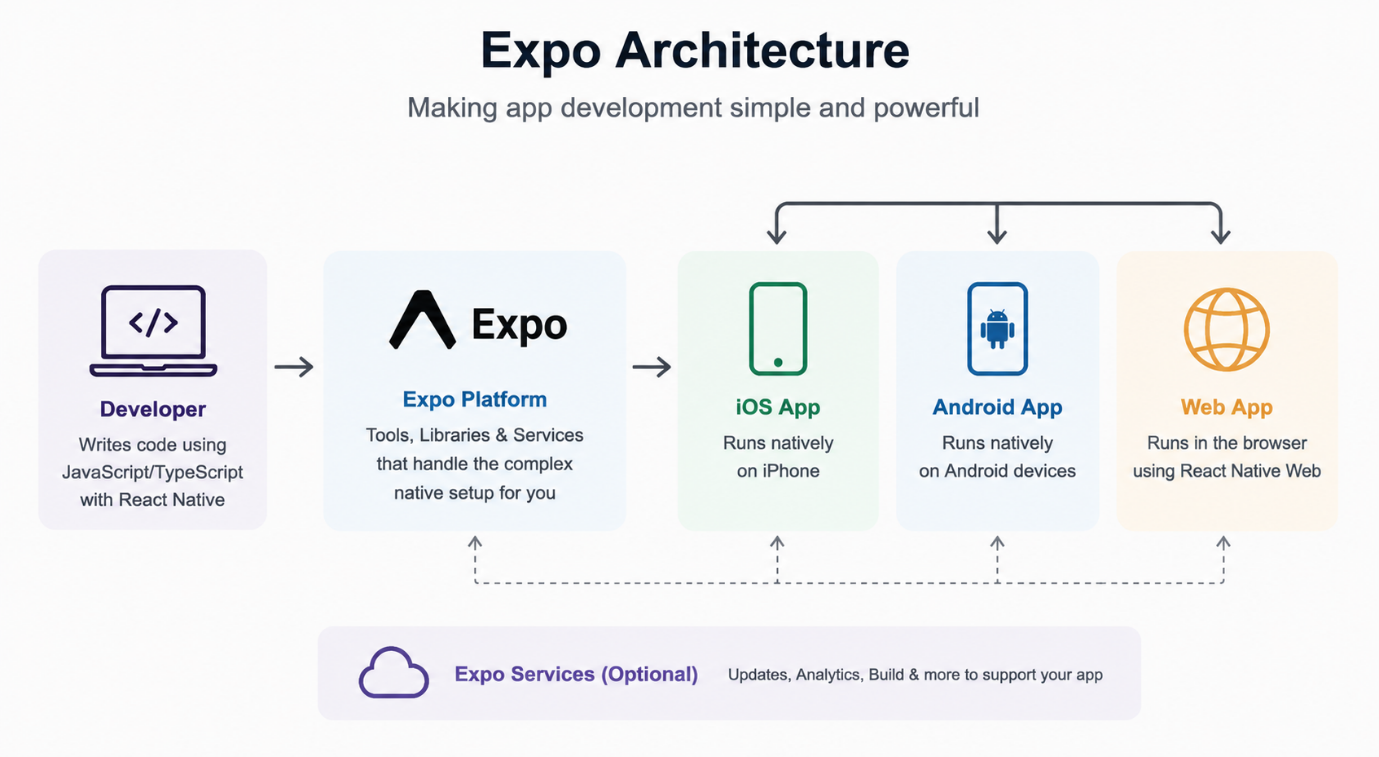 Expo Architecture
Making app development simple and powerful
</>
Developer
Writes code using
JavaScript/TypeScript
with React Native
Expo
Expo Platform
Tools, Libraries & Services
that handle the complex
native setup for you
iOS App
Runs natively
on iPhone
Android App
Runs natively
on Android devices
Web App
Runs in the browser
using React Native Web
Expo Services (Optional)
Updates, Analytics, Build & more to support your app